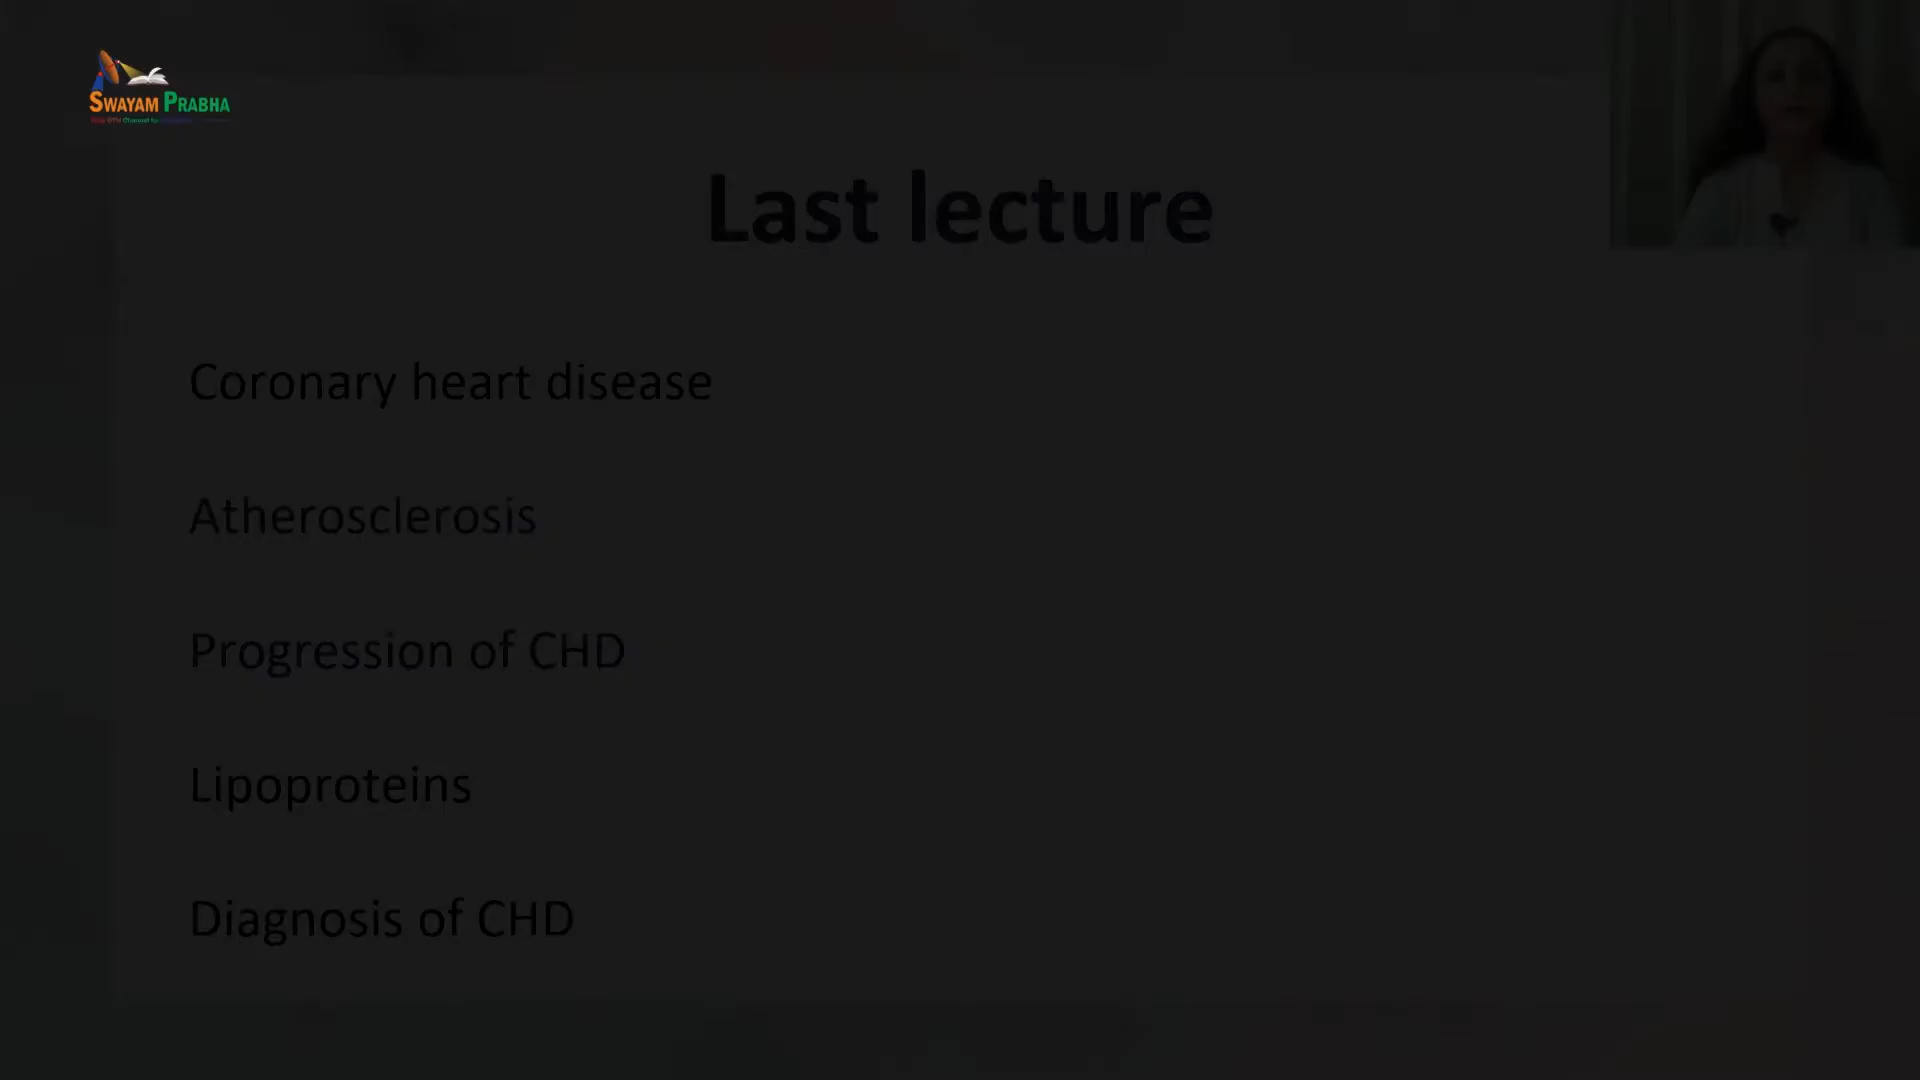 SWAYAM PRABHA
Last lecture
Coronary heart disease
Atherosclerosis
Progression of CHD
Lipoproteins
Diagnosis of CHD